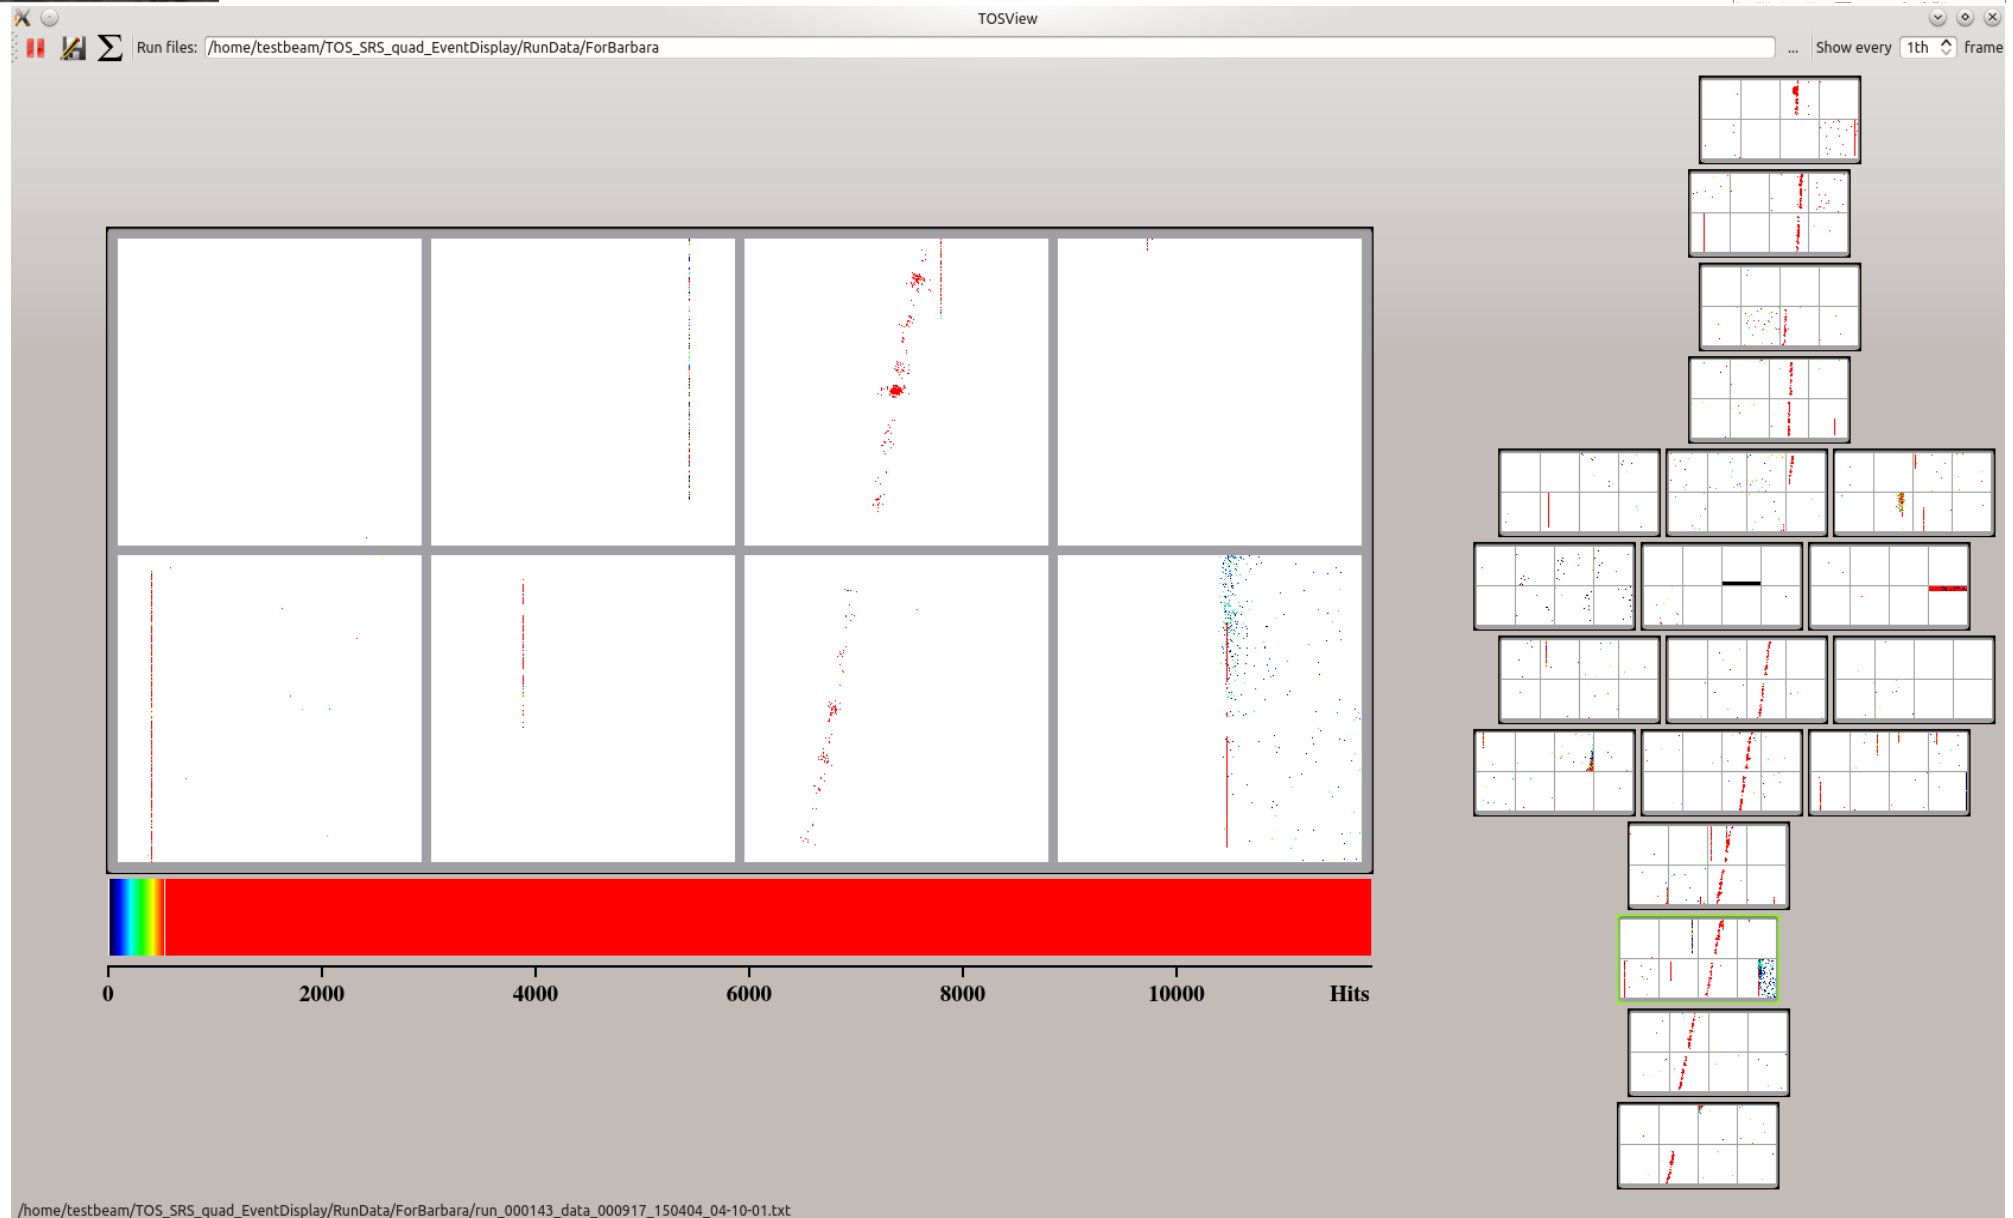 TOSView
Run files: /home/testbeam/TOS_SRS_quad_EventDisplay/RunData/ForBarbara ... Show every 1th frame
0 2000 4000 6000 8000 10000 Hits
/home/testbeam/TOS_SRS_quad_EventDisplay/RunData/ForBarbara/run_000143_data_000917_150404_04-10-01.txt